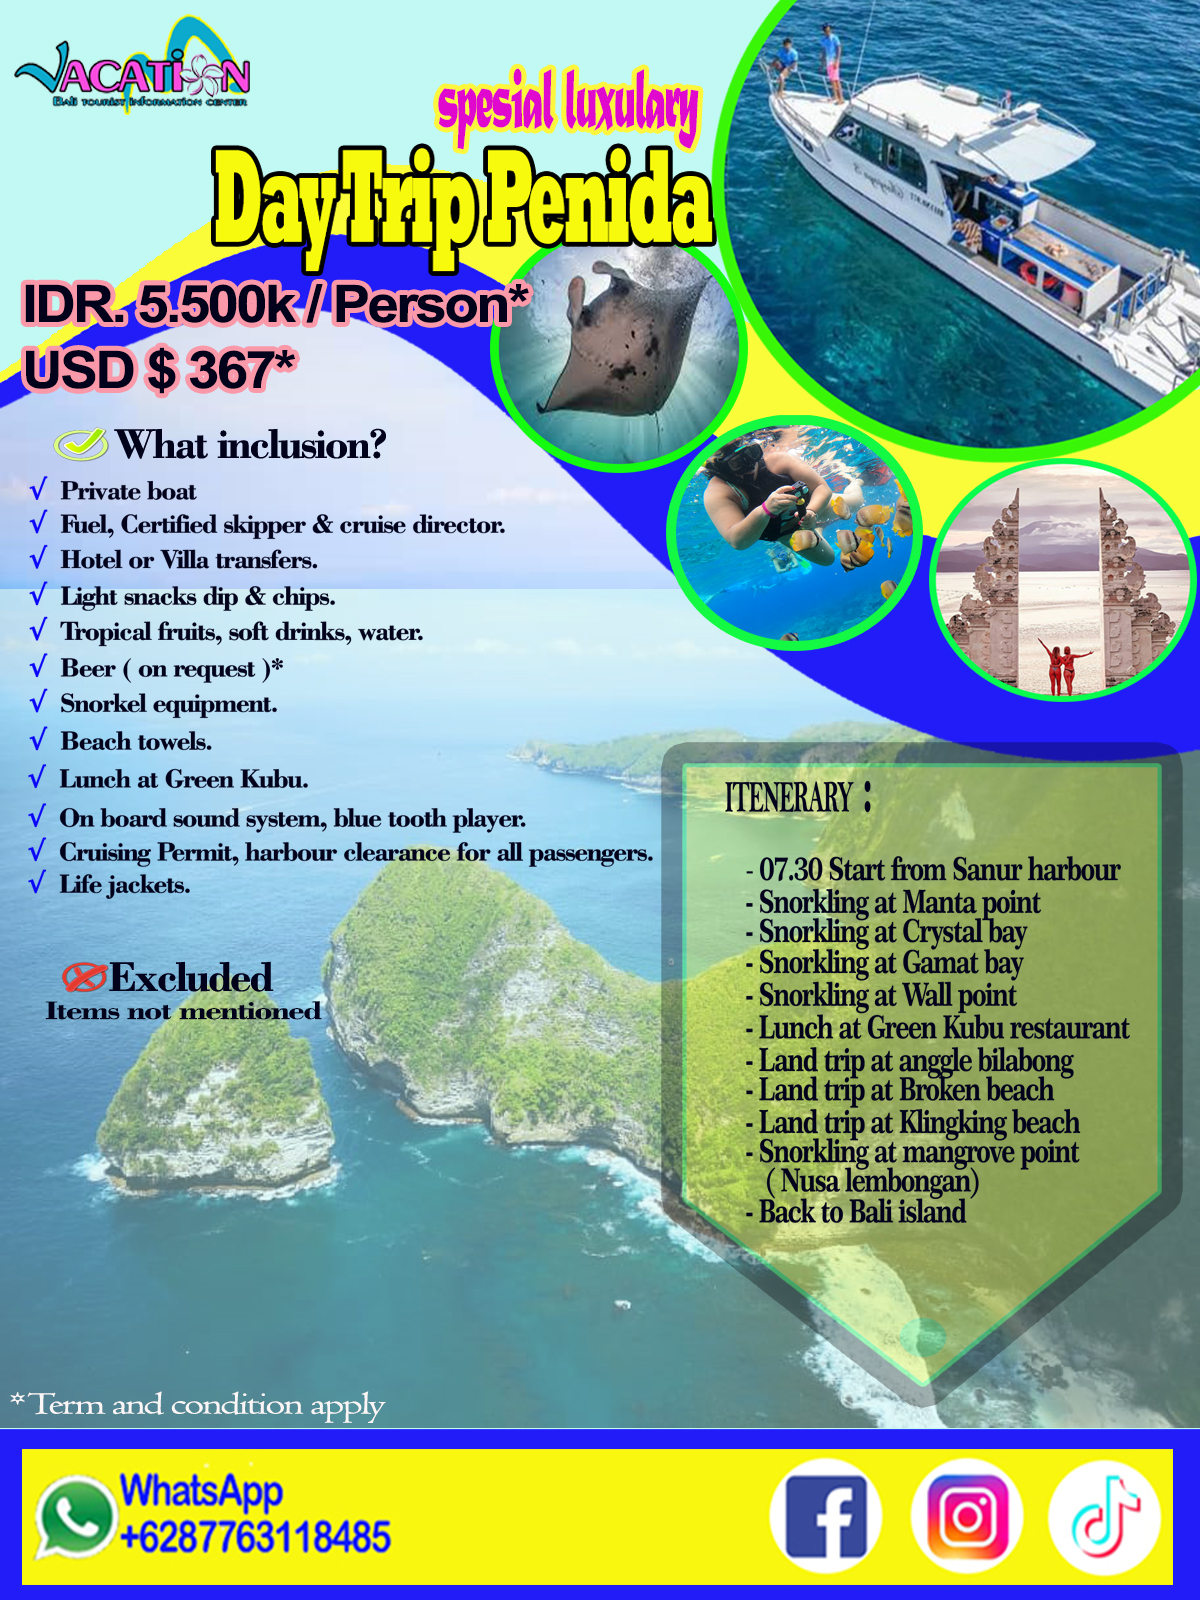 VACATION
Bali tourist information center
spesial luxulary
Day Trip Penida
IDR. 5.500k / Person*
USD $ 367*
What inclusion?
√ Private boat
√ Fuel, Certified skipper & cruise director.
√ Hotel or Villa transfers.
√ Light snacks dip & chips.
√ Tropical fruits, soft drinks, water.
√ Beer ( on request )*
√ Snorkel equipment.
√ Beach towels.
√ Lunch at Green Kubu.
√ On board sound system, blue tooth player.
√ Cruising Permit, harbour clearance for all passengers.
√ Life jackets.
Excluded
Items not mentioned
ITENERARY :
- 07.30 Start from Sanur harbour
- Snorkling at Manta point
- Snorkling at Crystal bay
- Snorkling at Gamat bay
- Snorkling at Wall point
- Lunch at Green Kubu restaurant
- Land trip at anggle bilabong
- Land trip at Broken beach
- Land trip at Klingking beach
- Snorkling at mangrove point
( Nusa lembongan)
- Back to Bali island
* Term and condition apply
WhatsApp
+6287763118485